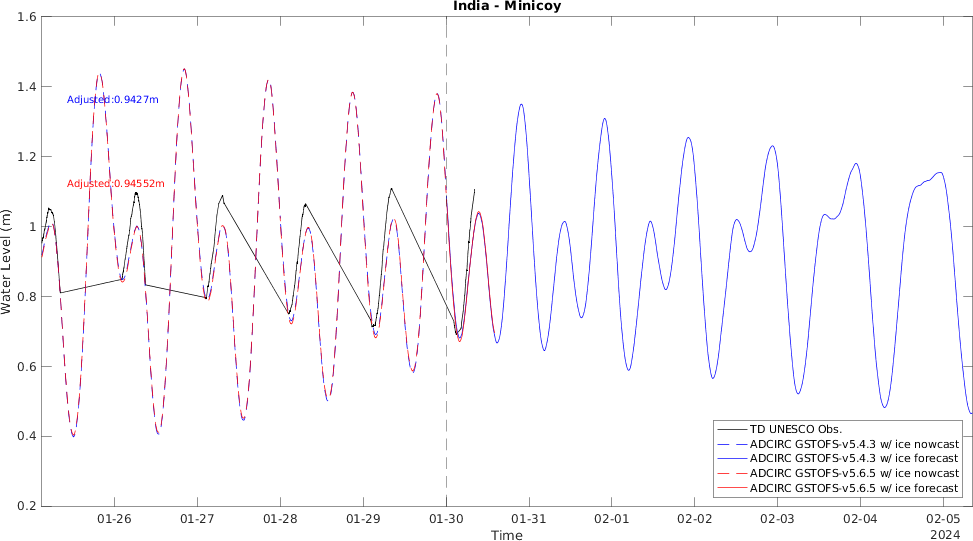 India - Minicoy
1.6
1.4
1.2
1
0.8
0.6
0.4
0.2
Water Level (m)
Adjusted:0.9427m
Adjusted:0.94552m
TD UNESCO Obs.
ADCIRC GSTOFS-v5.4.3 w/ ice nowcast
ADCIRC GSTOFS-v5.4.3 w/ ice forecast
ADCIRC GSTOFS-v5.6.5 w/ ice nowcast
ADCIRC GSTOFS-v5.6.5 w/ ice forecast
01-26 01-27 01-28 01-29 01-30 01-31 02-01 02-02 02-03 02-04 02-05
Time
2024